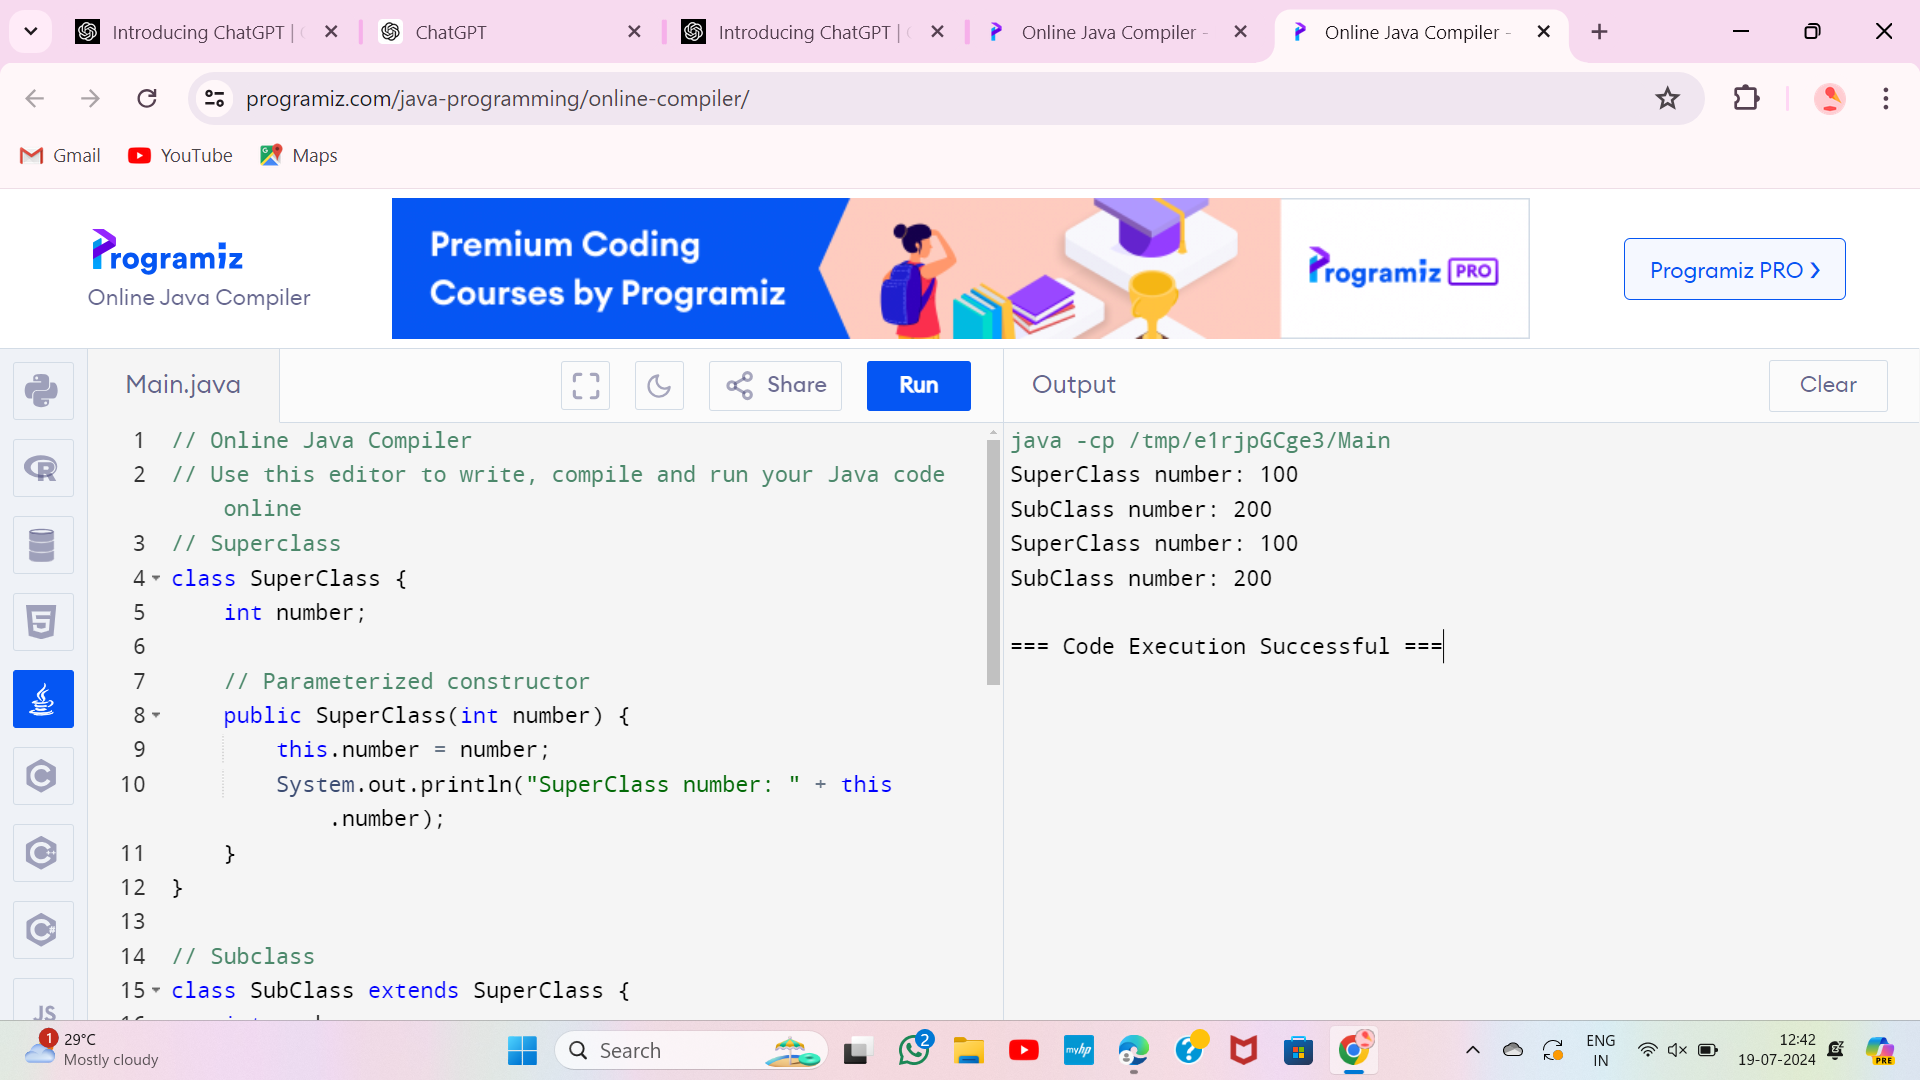 Introducing ChatGPT |
ChatGPT
Introducing ChatGPT |
Online Java Compiler -
Online Java Compiler -
programiz.com/java-programming/online-compiler/
Gmail
YouTube
Maps
Programiz
Online Java Compiler
Premium Coding
Courses by Programiz
Programiz PRO
Programiz PRO
Main.java
Share
Run
Output
Clear
1 // Online Java Compiler
2 // Use this editor to write, compile and run your Java code
online
3 // Superclass
4 class SuperClass {
5 int number;
6
7 // Parameterized constructor
8 public SuperClass(int number) {
9 this.number = number;
10 System.out.println("SuperClass number: " + this
.number);
11 }
12 }
13
14 // Subclass
15 class SubClass extends SuperClass {
java -cp /tmp/e1rjpGCge3/Main
SuperClass number: 100
SubClass number: 200
SuperClass number: 100
SubClass number: 200
=== Code Execution Successful ===
JS
1
29°C
Mostly cloudy
Search
2
myhp
ENG
IN
12:42
19-07-2024
PRE